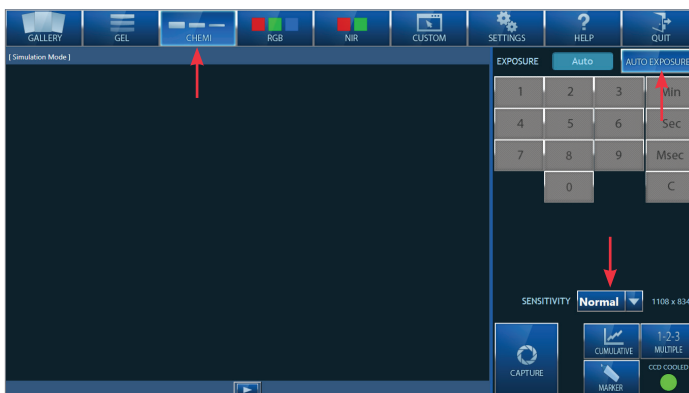 GALLERY GEL CHEMI RGB NIR CUSTOM SETTINGS HELP QUIT
[ Simulation Mode ]
EXPOSURE Auto AUTO EXPOSURE
1 2 3 Min
4 5 6 Sec
7 8 9 Msec
0 C
SENSITIVITY Normal 1108 x 834
CAPTURE
CUMULATIVE
1-2-3
MULTIPLE
MARKER
CCD COOLED